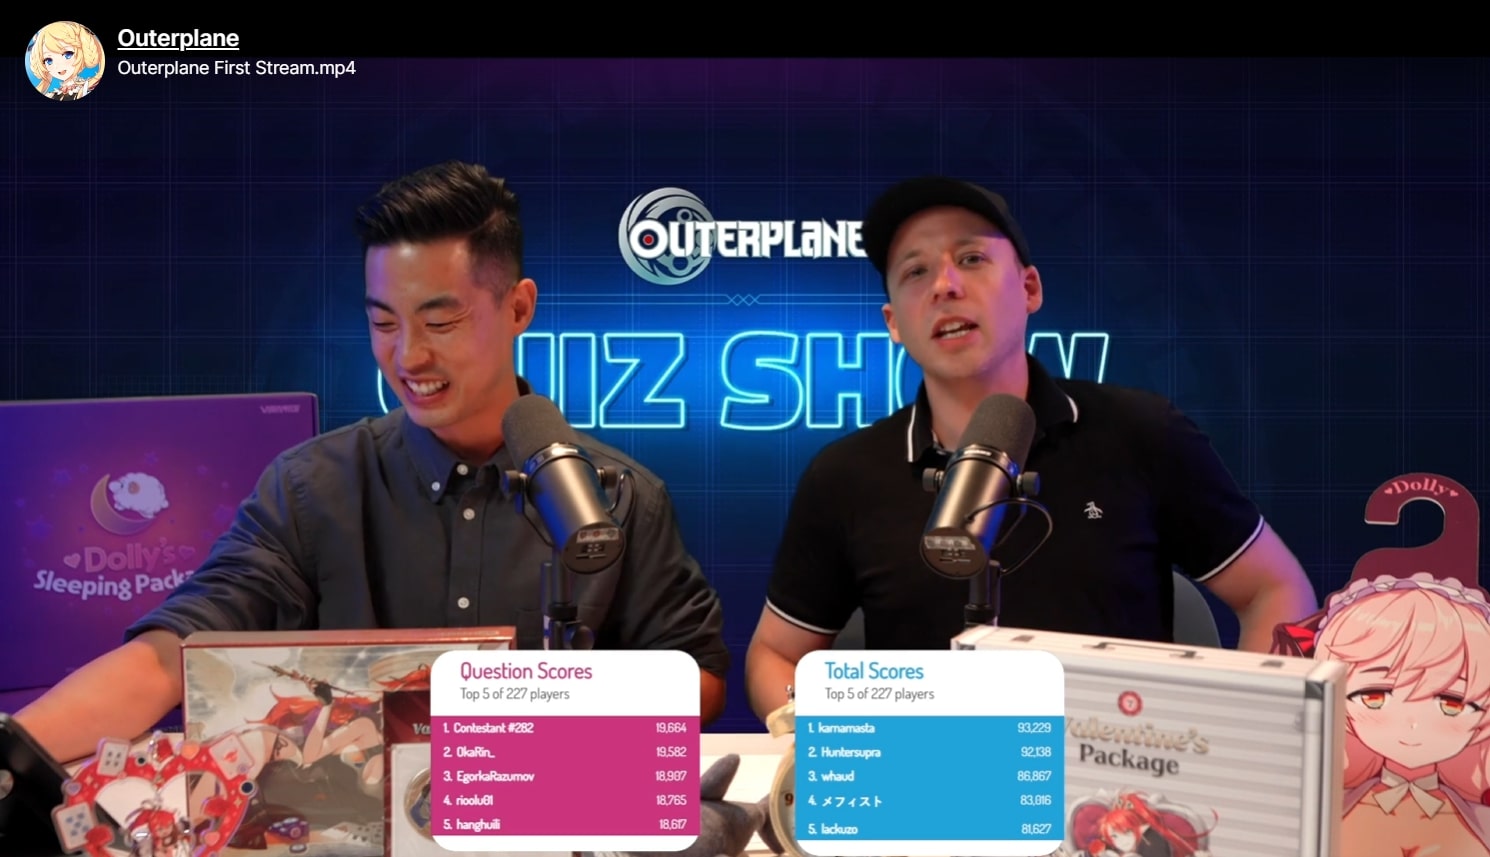 Outerplane
Outerplane First Stream.mp4
OUTERPLANE
QUIZ SHOW
Dolly's
Sleeping Pack
Dolly
Question Scores
Top 5 of 227 players
1. Contestant #282 19,664
2. OkaRin_ 19,582
3. EgorkaRazumov 18,907
4. rioolu01 18,765
5. hanghuili 18,617
Total Scores
Top 5 of 227 players
1. kamamasta 93,229
2. Huntersupra 92,138
3. whaud 86,867
4. メフィスト 83,016
5. lackuzo 81,627
Valentine's
Package